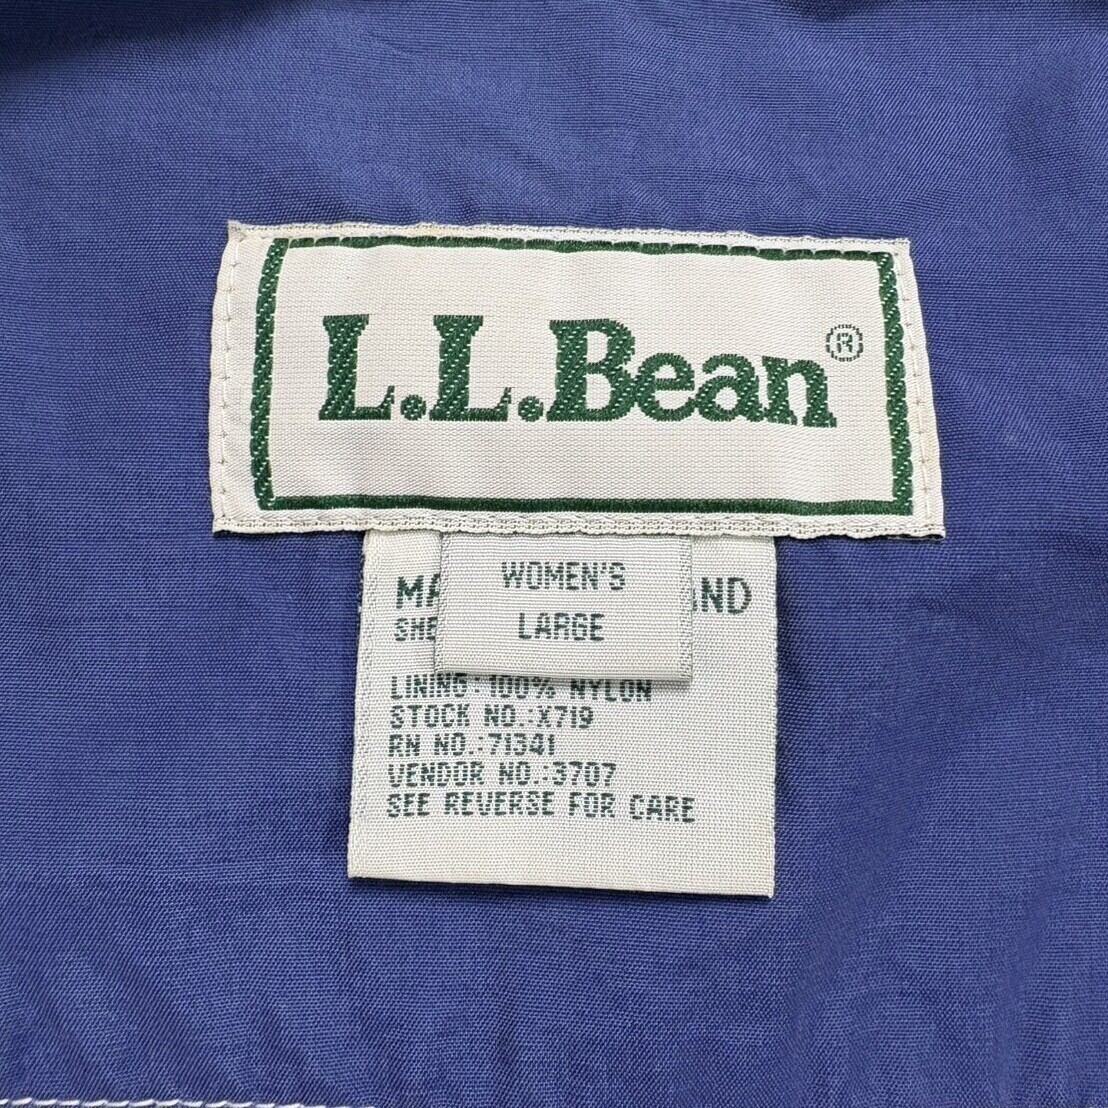 L.L.Bean®
WOMEN'S
LARGE
LINING: 100% NYLON
STOCK NO.:X719
RN NO.:71341
VENDOR NO.:3707
SEE REVERSE FOR CARE